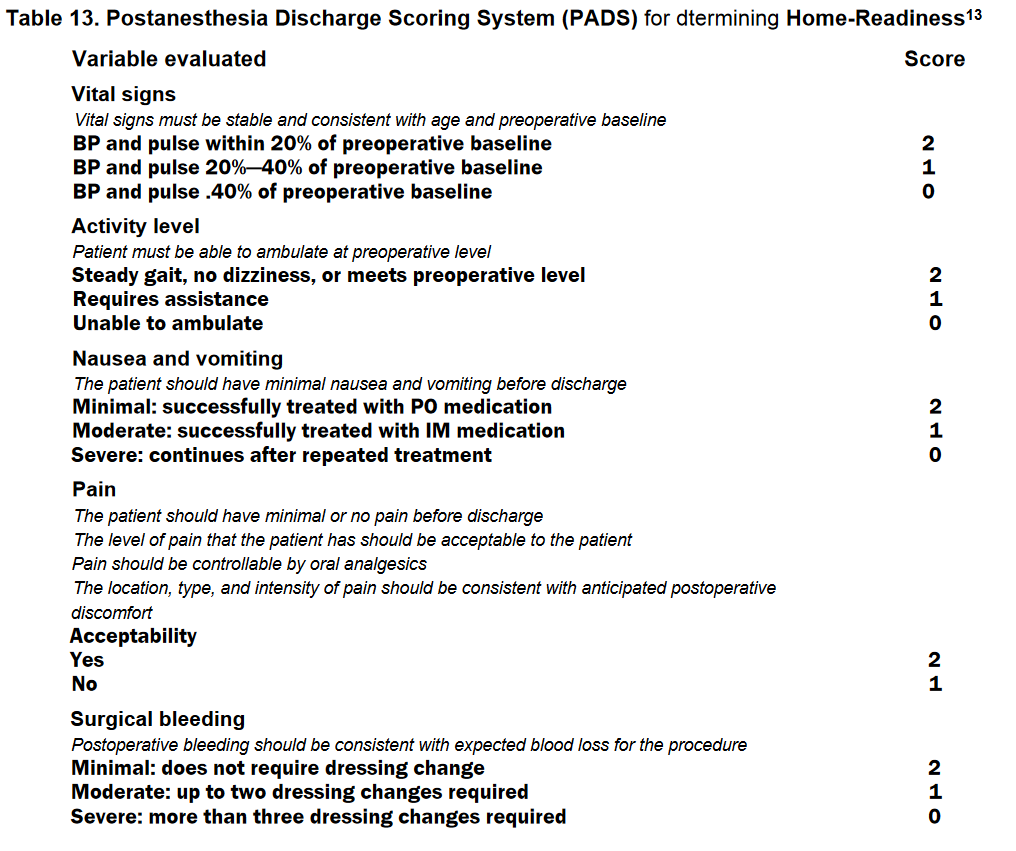 Table 13. Postanesthesia Discharge Scoring System (PADS) for dtermining Home-Readiness¹³
Variable evaluated Score
Vital signs
Vital signs must be stable and consistent with age and preoperative baseline
BP and pulse within 20% of preoperative baseline 2
BP and pulse 20%—40% of preoperative baseline 1
BP and pulse .40% of preoperative baseline 0
Activity level
Patient must be able to ambulate at preoperative level
Steady gait, no dizziness, or meets preoperative level 2
Requires assistance 1
Unable to ambulate 0
Nausea and vomiting
The patient should have minimal nausea and vomiting before discharge
Minimal: successfully treated with PO medication 2
Moderate: successfully treated with IM medication 1
Severe: continues after repeated treatment 0
Pain
The patient should have minimal or no pain before discharge
The level of pain that the patient has should be acceptable to the patient
Pain should be controllable by oral analgesics
The location, type, and intensity of pain should be consistent with anticipated postoperative
discomfort
Acceptability
Yes 2
No 1
Surgical bleeding
Postoperative bleeding should be consistent with expected blood loss for the procedure
Minimal: does not require dressing change 2
Moderate: up to two dressing changes required 1
Severe: more than three dressing changes required 0